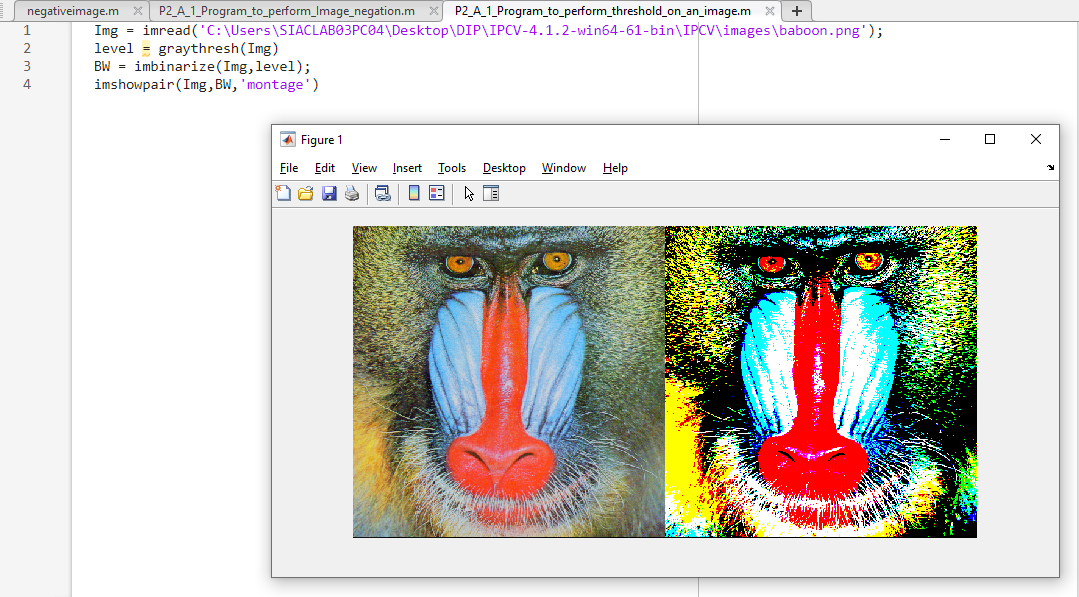 negativeimage.m P2_A_1_Program_to_perform_Image_negation.m P2_A_1_Program_to_perform_threshold_on_an_image.m
1 Img = imread('C:\Users\SIACLAB03PC04\Desktop\DIP\IPCV-4.1.2-win64-61-bin\IPCV\images\baboon.png');
2 level = graythresh(Img)
3 BW = imbinarize(Img,level);
4 imshowpair(Img,BW,'montage')
Figure 1
File Edit View Insert Tools Desktop Window Help